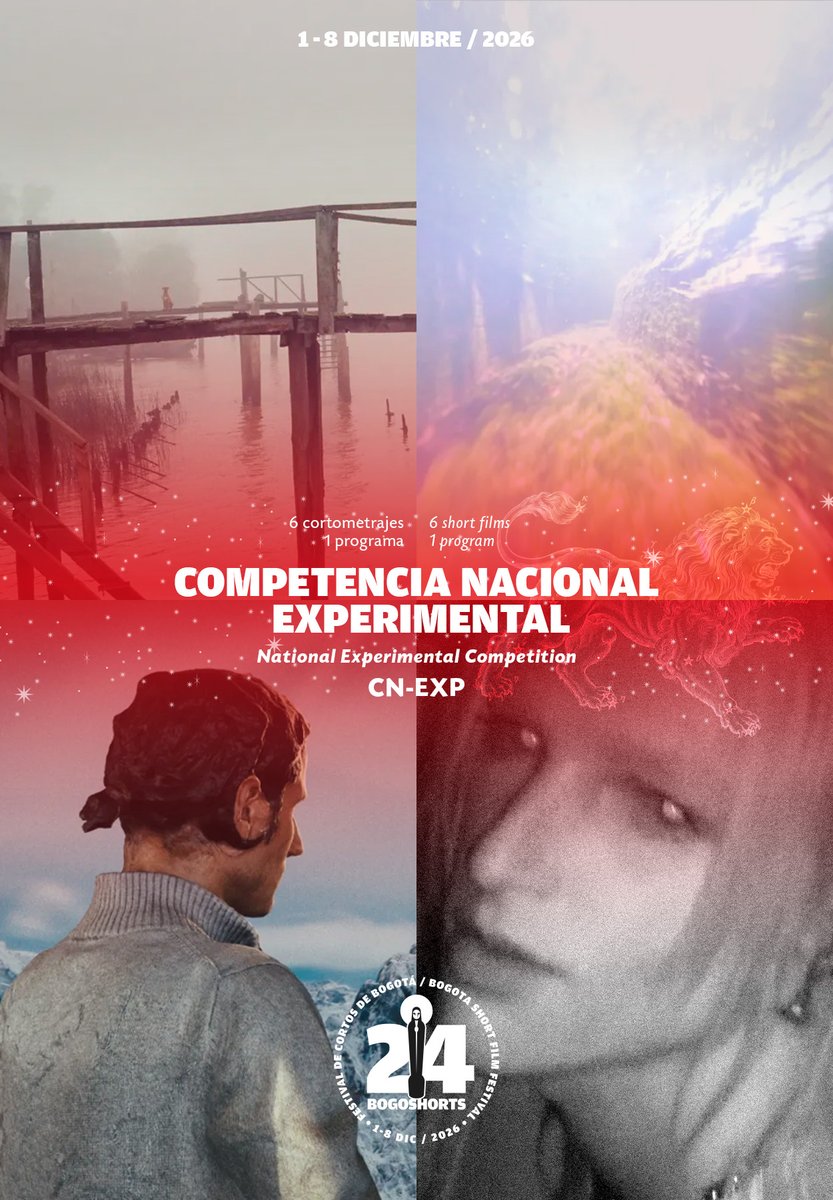 1 - 8 DICIEMBRE / 2026
6 cortometrajes
1 programa
6 short films
1 program
COMPETENCIA NACIONAL
EXPERIMENTAL
National Experimental Competition
CN-EXP
FESTIVAL DE CORTOS DE BOGOTÁ / BOGOTA SHORT FILM FESTIVAL
24
BOGOSHORTS
• 1-8 DIC / 2026 •